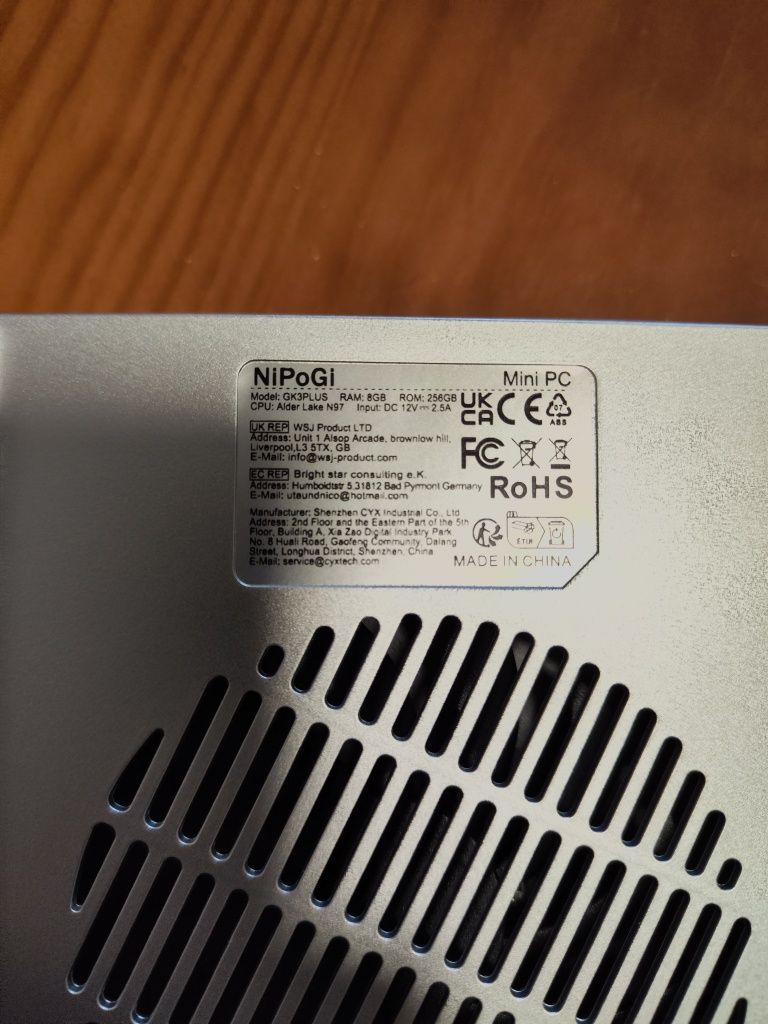 NiPoGi Mini PC
Model: GK3PLUS RAM: 8GB ROM: 256GB
CPU: Alder Lake N97 Input: DC 12V⎓2.5A
UK REP WSJ Product LTD
Address: Unit 1 Alsop Arcade, brownlow hill,
Liverpool,L3 5TX, GB
E-Mail: info@wsj-product.com
EC REP Bright star consulting e.K.
Address: Humboldtstr 5.31812 Bad Pyrmont Germany
E-Mail: utaundnico@hotmail.com
Manufacturer: Shenzhen CYX Industrial Co., Ltd
Address: 2nd Floor and the Eastern Part of the 5th
Floor, Building A, Xia Zao Digital Industry Park
No. 8 Huali Road, Gaofeng Community, Dalang
Street, Longhua District, Shenzhen, China
E-Mail: service@cyxtech.com
UK
CA CE 07
ABS
FC
RoHS
MADE IN CHINA